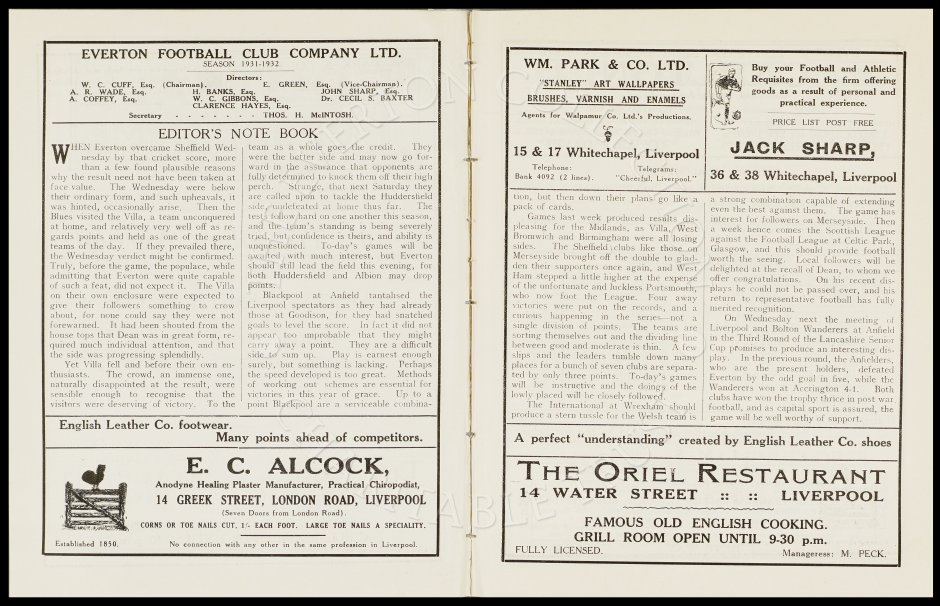 EVERTON FOOTBALL CLUB COMPANY LTD.
SEASON 1931-1932
Directors:
W. C. CUFF, Esq. (Chairman). E. GREEN, Esq. (Vice-Chairman).
A. R. WADE, Esq. H. BANKS, Esq. JOHN SHARP, Esq.
A. COFFEY, Esq. W. C. GIBBONS, Esq. Dr. CECIL S. BAXTER
CLARENCE HAYES, Esq.
Secretary - - - - - - - THOS. H. McINTOSH.
EDITOR'S NOTE BOOK
WHEN Everton overcame Sheffield Wed-
nesday by that cricket score, more
than a few found plausible reasons
why the result need not have been taken at
face value. The Wednesday were below
their ordinary form, and such upheavals, it
was hinted, occasionally arise. Then the
Blues visited the Villa, a team unconquered
at home, and relatively very well off as re-
gards points and held as one of the great
teams of the day. If they prevailed there,
the Wednesday verdict might be confirmed.
Truly, before the game, the populace, while
admitting that Everton were quite capable
of such a feat, did not expect it. The Villa
on their own enclosure were expected to
give their followers something to crow
about, for none could say they were not
forewarned. It had been shouted from the
house tops that Dean was in great form, re-
quired much individual attention, and that
the side was progressing splendidly.
Yet Villa fell and before their own en-
thusiasts. The crowd, an immense one,
naturally disappointed at the result, were
sensible enough to recognise that the
visitors were deserving of victory. To the
team as a whole goes the credit. They
were the better side and may now go for-
ward in the assurance that opponents are
fully determined to knock them off their high
perch. Strange, that next Saturday they
are called upon to tackle the Huddersfield
side, undefeated at home thus far. The
tests follow hard on one another this season,
and the team's standing is being severely
tried, but confidence is theirs, and ability is
unquestioned. To-day's games will be
awaited with much interest, but Everton
should still lead the field this evening, for
both Huddersfield and Albion may drop
points.
Blackpool at Anfield tantalised the
Liverpool spectators as they had already
those at Goodison, for they had snatched
goals to level the score. In fact it did not
appear too improbable that they might
carry away a point. They are a difficult
side to sum up. Play is earnest enough
surely, but something is lacking. Perhaps
the speed developed is too great. Methods
of working out schemes are essential for
victories in this year of grace. Up to a
point Blackpool are a serviceable combina-
English Leather Co. footwear.
Many points ahead of competitors.
E. C. ALCOCK,
Anodyne Healing Plaster Manufacturer, Practical Chiropodist,
14 GREEK STREET, LONDON ROAD, LIVERPOOL
(Seven Doors from London Road).
CORNS OR TOE NAILS CUT, 1/- EACH FOOT. LARGE TOE NAILS A SPECIALITY.
Established 1850. No connection with any other in the same profession in Liverpool.
WM. PARK & CO. LTD.
"STANLEY" ART WALLPAPERS
BRUSHES, VARNISH AND ENAMELS
Agents for Walpamur Co. Ltd.'s Productions.
15 & 17 Whitechapel, Liverpool
Telephone: Telegrams:
Bank 4092 (2 lines). "Cheerful, Liverpool."
Buy your Football and Athletic
Requisites from the firm offering
goods as a result of personal and
practical experience.
PRICE LIST POST FREE
JACK SHARP,
36 & 38 Whitechapel, Liverpool
tion, but then down their plans go like a
pack of cards.
Games last week produced results dis-
pleasing for the Midlands, as Villa, West
Bromwich and Birmingham were all losing
sides. The Sheffield clubs like those on
Merseyside brought off the double to glad-
den their supporters once again, and West
Ham stepped a little higher at the expense
of the unfortunate and luckless Portsmouth,
who now foot the League. Four away
victories were put on the records, and a
curious happening in the series—not a
single division of points. The teams are
sorting themselves out and the dividing line
between good and moderate is thin. A few
slips and the leaders tumble down many
places for a bunch of seven clubs are separa-
ted by only three points. To-day's games
will be instructive and the doings of the
lowly placed will be closely followed.
The International at Wrexham should
produce a stern tussle for the Welsh team is
a strong combination capable of extending
even the best against them. The game has
interest for followers on Merseyside. Then
a week hence comes the Scottish League
against the Football League at Celtic Park,
Glasgow, and this should provide football
worth the seeing. Local followers will be
delighted at the recall of Dean, to whom we
offer congratulations. On his recent dis-
plays he could not be passed over, and his
return to representative football has fully
merited recognition.
On Wednesday next the meeting of
Liverpool and Bolton Wanderers at Anfield
in the Third Round of the Lancashire Senior
Cup promises to produce an interesting dis-
play. In the previous round, the Anfielders,
who are the present holders, defeated
Everton by the odd goal in five, while the
Wanderers won at Accrington 4-1. Both
clubs have won the trophy thrice in post war
football, and as capital sport is assured, the
game will be well worthy of support.
A perfect "understanding" created by English Leather Co. shoes
THE ORIEL RESTAURANT
14 WATER STREET :: :: LIVERPOOL
FAMOUS OLD ENGLISH COOKING.
GRILL ROOM OPEN UNTIL 9-30 p.m.
FULLY LICENSED. Manageress: M. PECK.